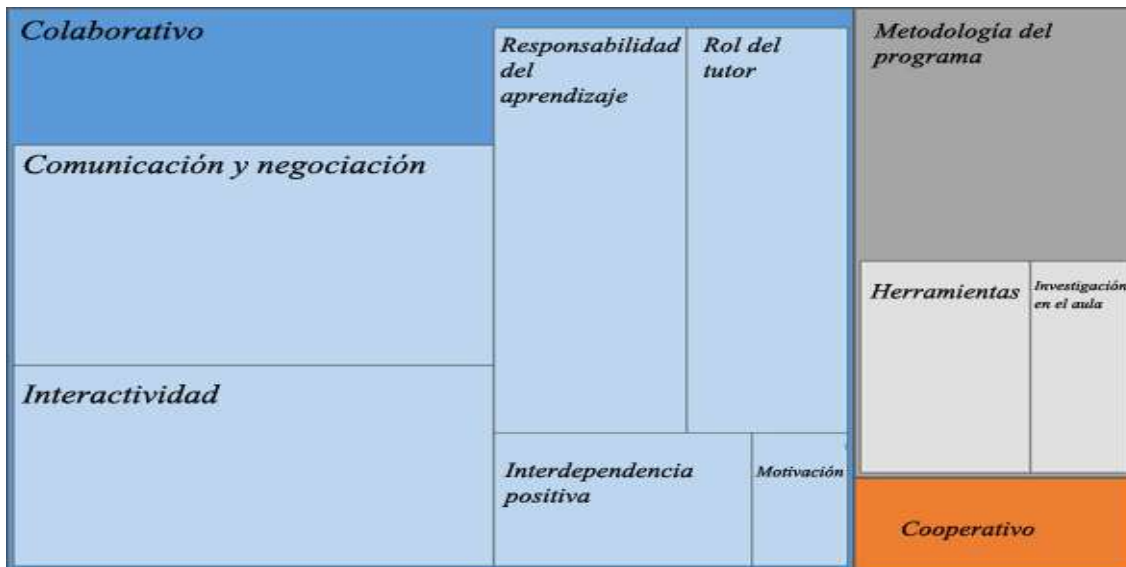 Colaborativo
Comunicación y negociación
Interactividad
Responsabilidad
del
aprendizaje
Rol del
tutor
Interdependencia
positiva
Motivación
Metodología del
programa
Herramientas
Investigación
en el aula
Cooperativo